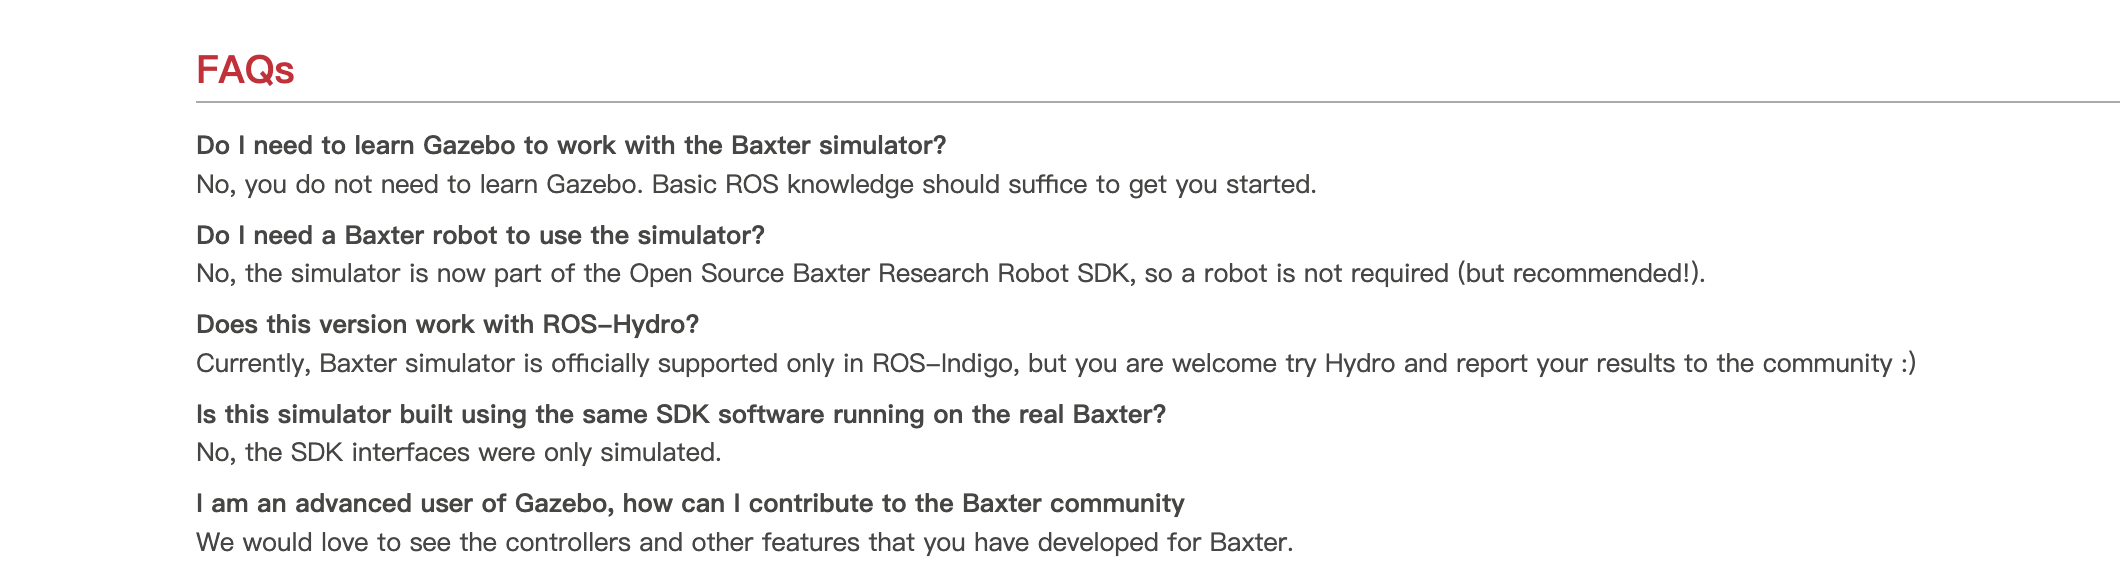 FAQs
Do I need to learn Gazebo to work with the Baxter simulator?
No, you do not need to learn Gazebo. Basic ROS knowledge should suffice to get you started.
Do I need a Baxter robot to use the simulator?
No, the simulator is now part of the Open Source Baxter Research Robot SDK, so a robot is not required (but recommended!).
Does this version work with ROS-Hydro?
Currently, Baxter simulator is officially supported only in ROS-Indigo, but you are welcome try Hydro and report your results to the community :)
Is this simulator built using the same SDK software running on the real Baxter?
No, the SDK interfaces were only simulated.
I am an advanced user of Gazebo, how can I contribute to the Baxter community
We would love to see the controllers and other features that you have developed for Baxter.